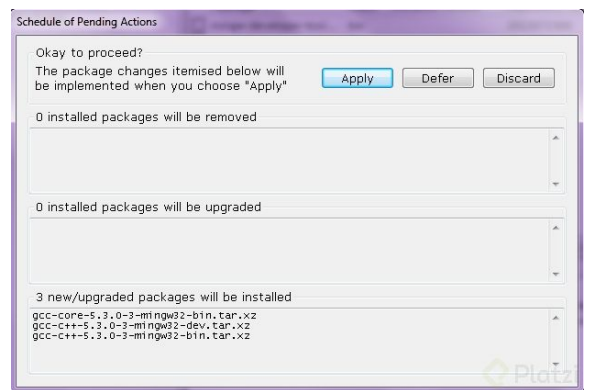 Schedule of Pending Actions
Okay to proceed?
The package changes itemised below will
be implemented when you choose "Apply"
Apply
Defer
Discard
0 installed packages will be removed
0 installed packages will be upgraded
3 new/upgraded packages will be installed
gcc-core-5.3.0-3-mingw32-bin.tar.xz
gcc-c++-5.3.0-3-mingw32-dev.tar.xz
gcc-c++-5.3.0-3-mingw32-bin.tar.xz
Platzi